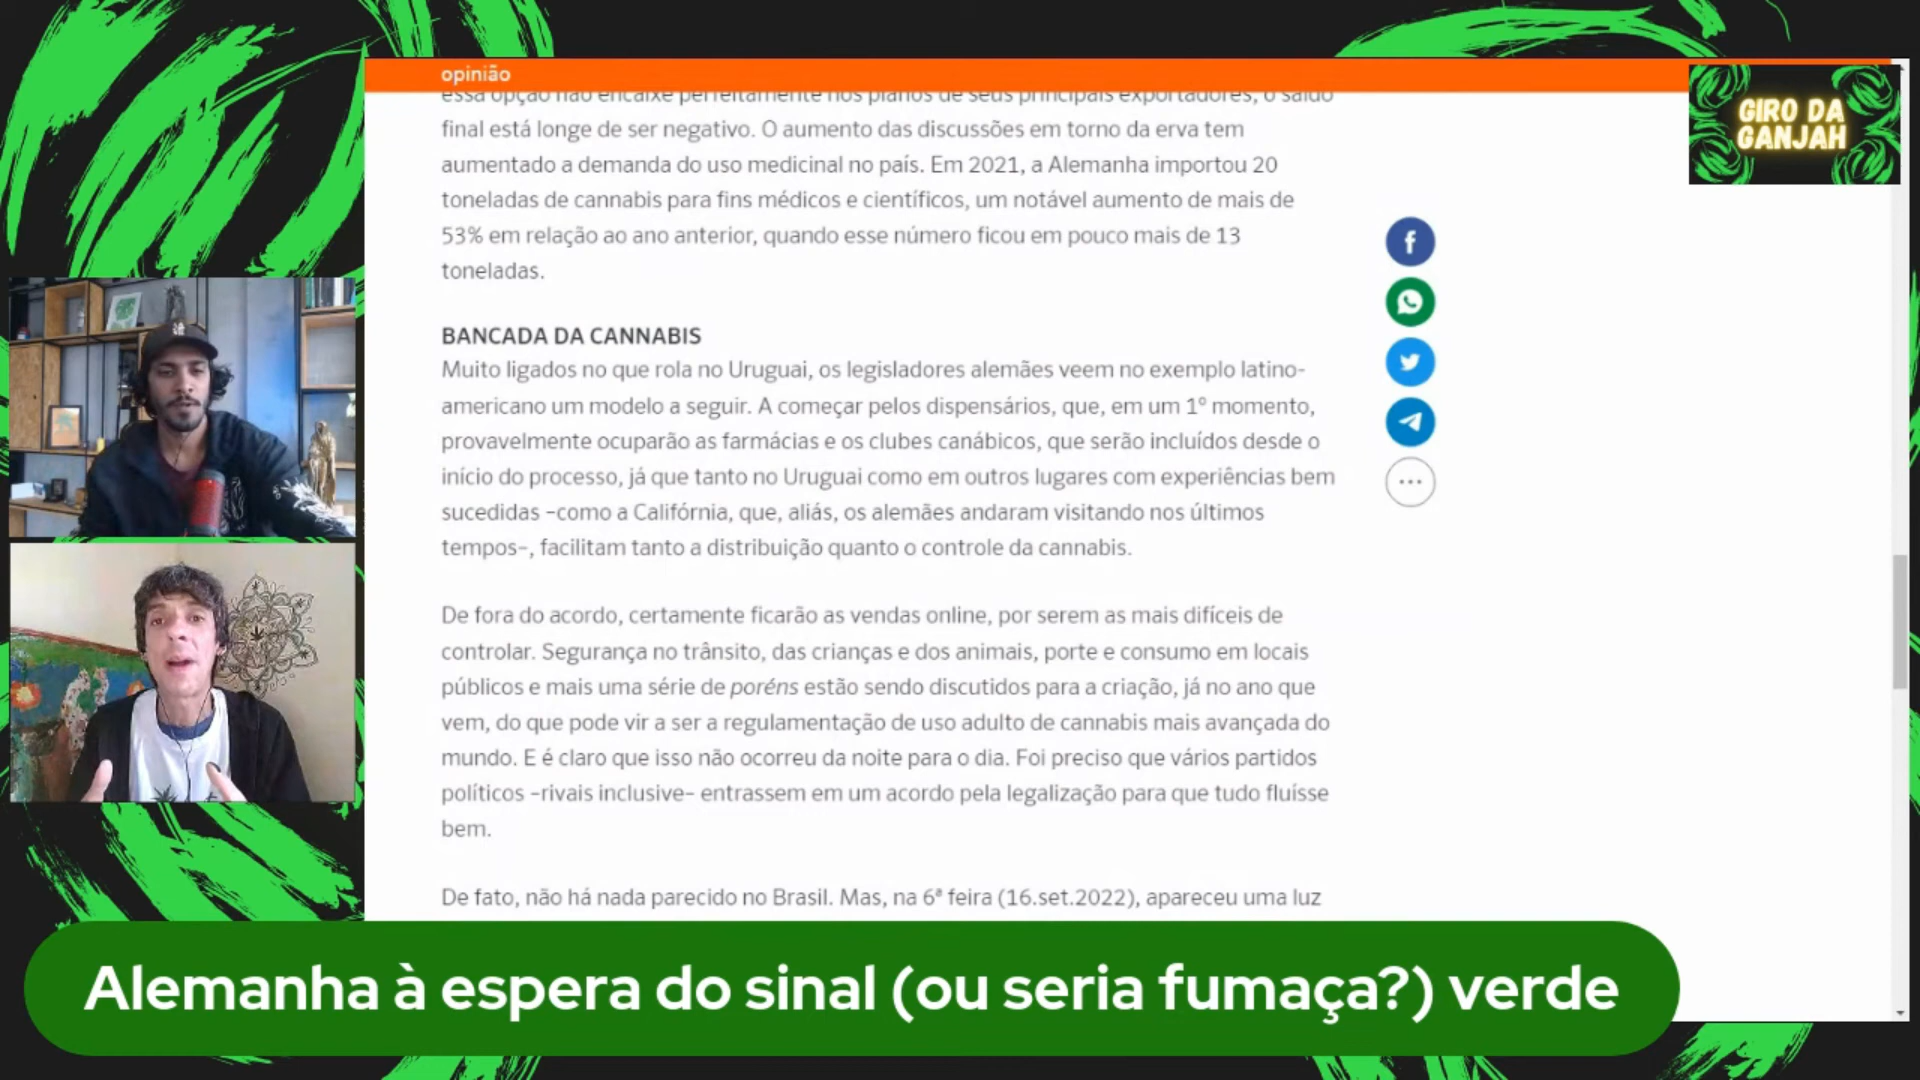 opinião
essa opção não encaixe perfeitamente nos planos de seus principais exportadores, o saldo
final está longe de ser negativo. O aumento das discussões em torno da erva tem
aumentado a demanda do uso medicinal no país. Em 2021, a Alemanha importou 20
toneladas de cannabis para fins médicos e científicos, um notável aumento de mais de
53% em relação ao ano anterior, quando esse número ficou em pouco mais de 13
toneladas.
BANCADA DA CANNABIS
Muito ligados no que rola no Uruguai, os legisladores alemães veem no exemplo latino-
americano um modelo a seguir. A começar pelos dispensários, que, em um 1º momento,
provavelmente ocuparão as farmácias e os clubes canábicos, que serão incluídos desde o
início do processo, já que tanto no Uruguai como em outros lugares com experiências bem
sucedidas –como a Califórnia, que, aliás, os alemães andaram visitando nos últimos
tempos–, facilitam tanto a distribuição quanto o controle da cannabis.
De fora do acordo, certamente ficarão as vendas online, por serem as mais difíceis de
controlar. Segurança no trânsito, das crianças e dos animais, porte e consumo em locais
públicos e mais uma série de poréns estão sendo discutidos para a criação, já no ano que
vem, do que pode vir a ser a regulamentação de uso adulto de cannabis mais avançada do
mundo. E é claro que isso não ocorreu da noite para o dia. Foi preciso que vários partidos
políticos –rivais inclusive– entrassem em um acordo pela legalização para que tudo fluísse
bem.
De fato, não há nada parecido no Brasil. Mas, na 6ª feira (16.set.2022), apareceu uma luz
GIRO DA
GANJAH
Alemanha à espera do sinal (ou seria fumaça?) verde